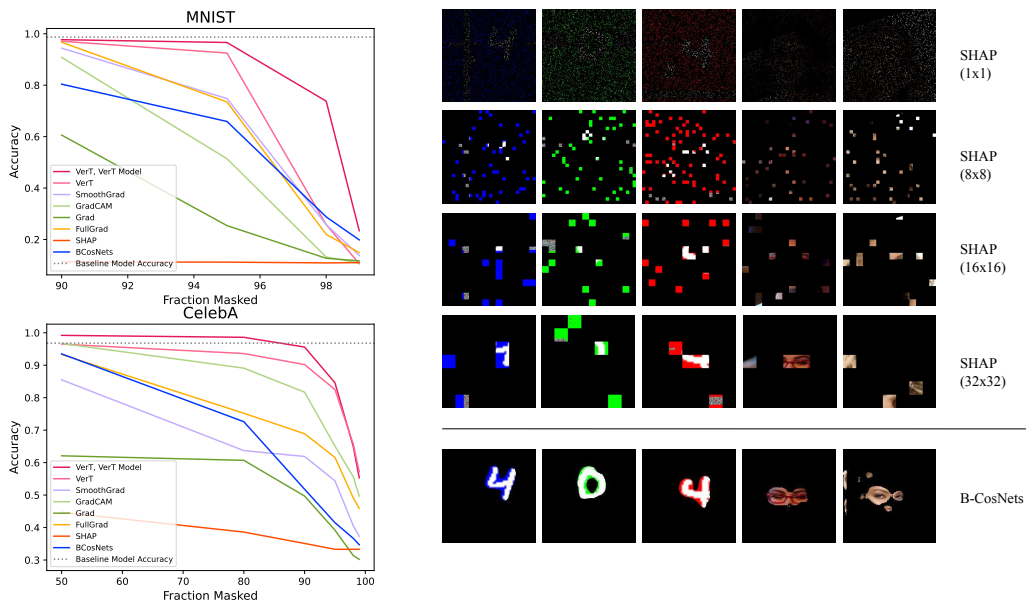 MNIST
1.0
0.8
0.6
0.4
0.2
Accuracy
VerT, VerT Model
VerT
SmoothGrad
GradCAM
Grad
FullGrad
SHAP
BCosNets
Baseline Model Accuracy
90
92
94
96
98
Fraction Masked
CelebA
1.0
0.9
0.8
0.7
0.6
0.5
0.4
0.3
Accuracy
VerT, VerT Model
VerT
SmoothGrad
GradCAM
Grad
FullGrad
SHAP
BCosNets
Baseline Model Accuracy
50
60
70
80
90
100
Fraction Masked
SHAP
(1x1)
SHAP
(8x8)
SHAP
(16x16)
SHAP
(32x32)
4
0
4
B-CosNets